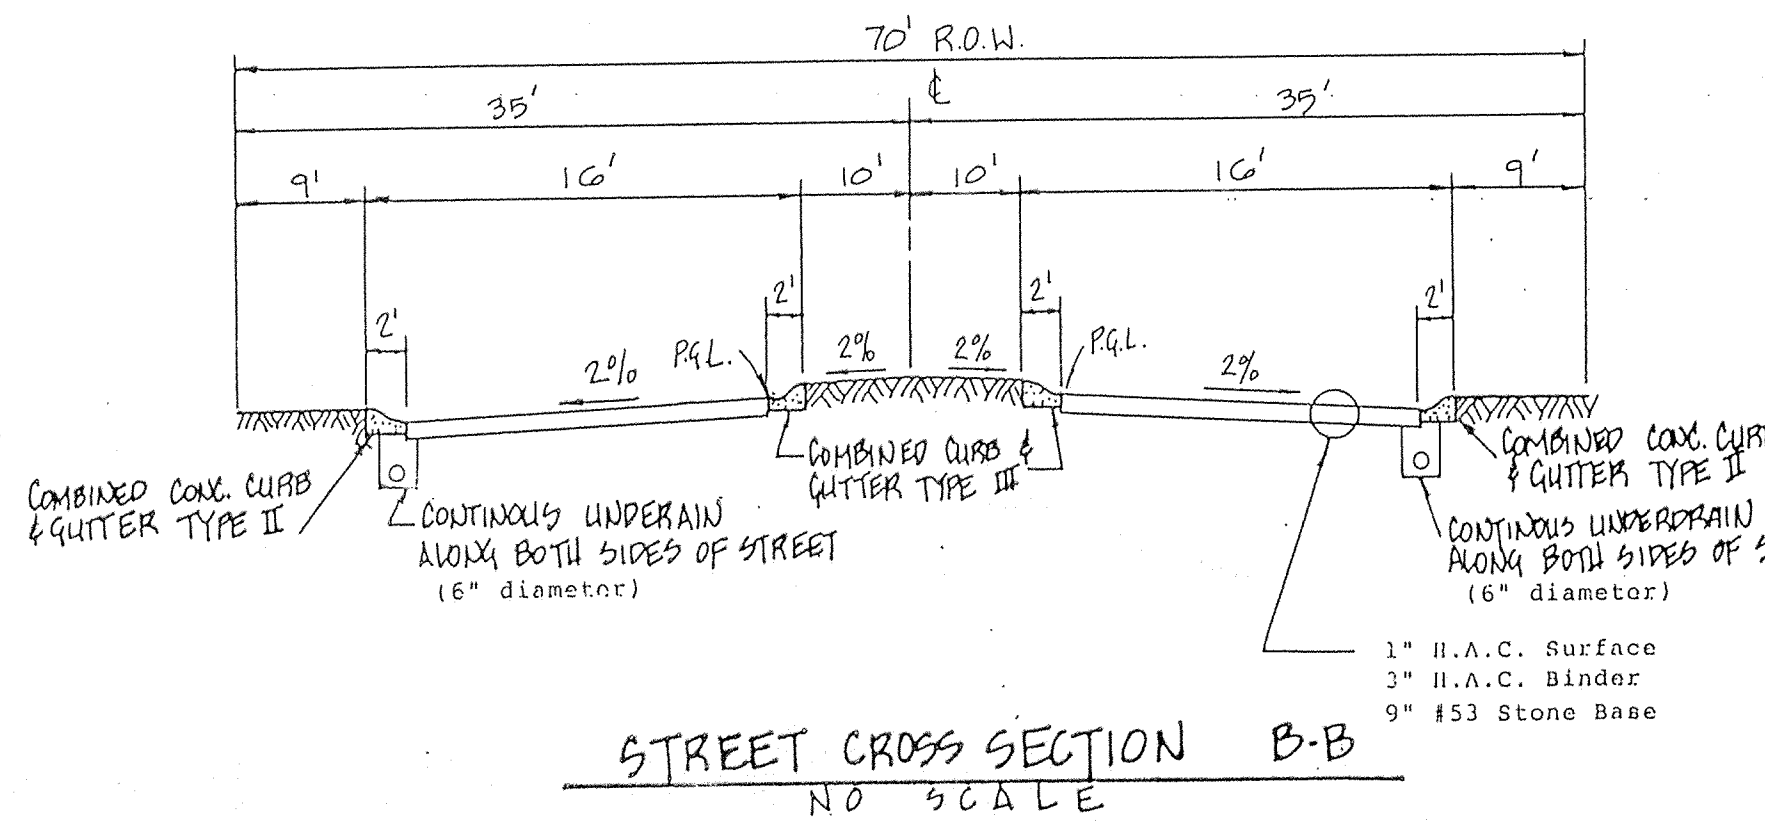 70' R.O.W.
℄
35' 35'
9' 16' 10' 10' 16' 9'
2' 2' 2' 2'
2% P.G.L. 2% 2% P.G.L. 2%
COMBINED CONC. CURB
& GUTTER TYPE II
CONTINOUS UNDERAIN
ALONG BOTH SIDES OF STREET
(6" diameter)
COMBINED CURB &
GUTTER TYPE III
COMBINED CONC. CUR
& GUTTER TYPE II
CONTINOUS UNDERDRAIN
ALONG BOTH SIDES OF S
(6" diameter)
1" H.A.C. Surface
3" H.A.C. Binder
9" #53 Stone Base
STREET CROSS SECTION B-B
NO SCALE